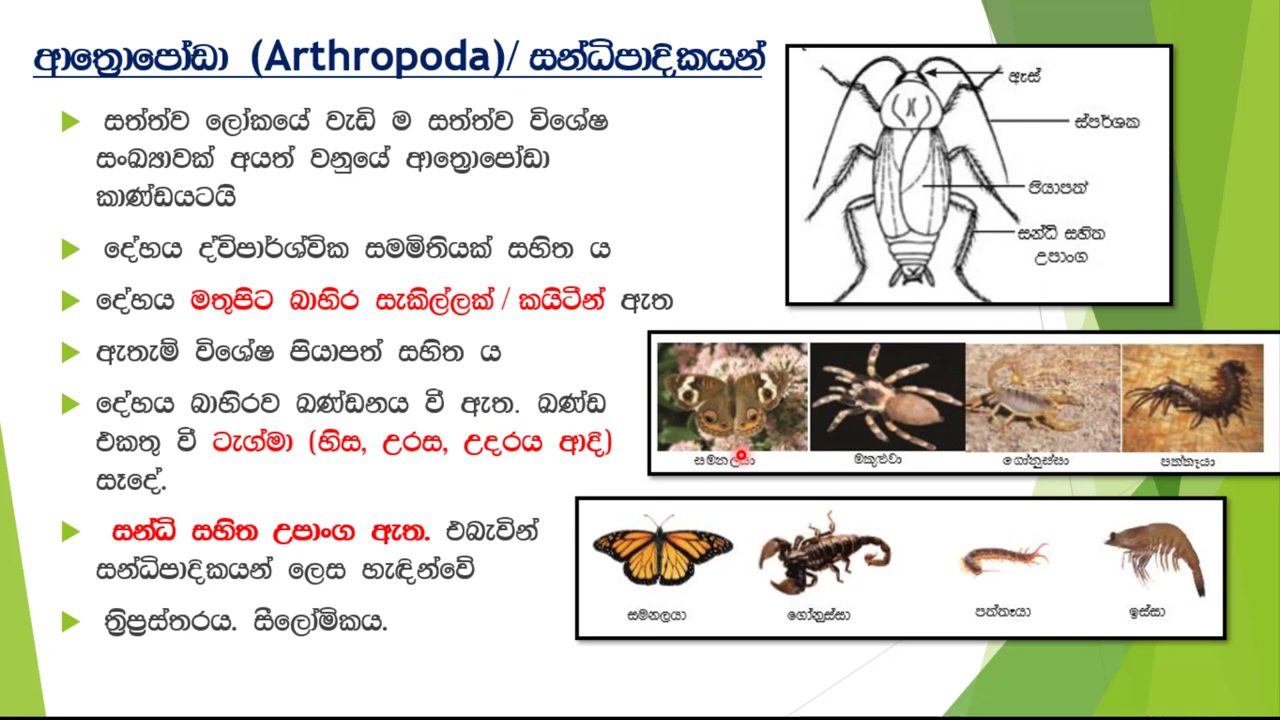 ආත්‍රොපෝඩා (Arthropoda)/ සන්ධිපාදිකයන්
සත්ත්ව ලෝකයේ වැඩි ම සත්ත්ව විශේෂ
සංඛ්‍යාවක් අයත් වනුයේ ආත්‍රොපෝඩා
කාණ්ඩයටයි
දේහය ද්විපාර්ශ්වික සමමිතියක් සහිත ය
දේහය මතුපිට බාහිර සැකිල්ලක් / කයිටීන් ඇත
ඇතැම් විශේෂ පියාපත් සහිත ය
දේහය බාහිරව ඛණ්ඩනය වී ඇත. ඛණ්ඩ
එකතු වී ටැග්මා (හිස, උරස, උදරය ආදි)
සෑදේ.
සන්ධි සහිත උපාංග ඇත. එබැවින්
සන්ධිපාදිකයන් ලෙස හැඳින්වේ
ත්‍රිප්‍රස්තරය. සීලෝමිකය.
ඇස්
ස්පර්ශක
පියාපත්
සන්ධි සහිත
උපාංග
සමනලයා මකුළුවා ගෝනුස්සා පත්තෑයා
සමනලයා ගෝනුස්සා පත්තෑයා ඉස්සා